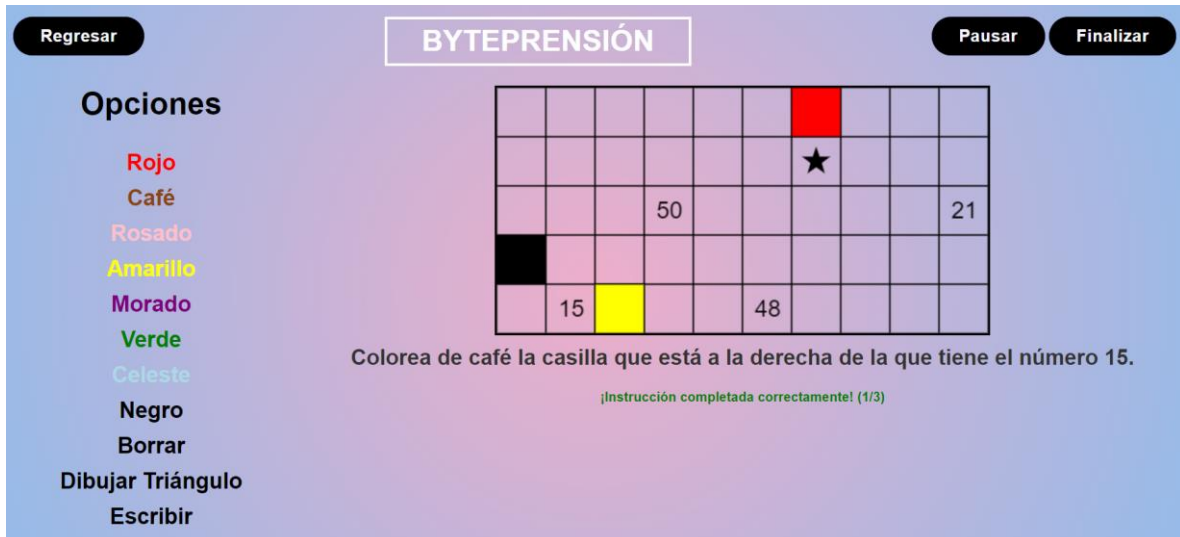 Regresar
BYTEPRENSIÓN
Pausar
Finalizar
Opciones
Rojo
Café
Rosado
Amarillo
Morado
Verde
Celeste
Negro
Borrar
Dibujar Triángulo
Escribir
50
21
15
48
Colorea de café la casilla que está a la derecha de la que tiene el número 15.
¡Instrucción completada correctamente! (1/3)